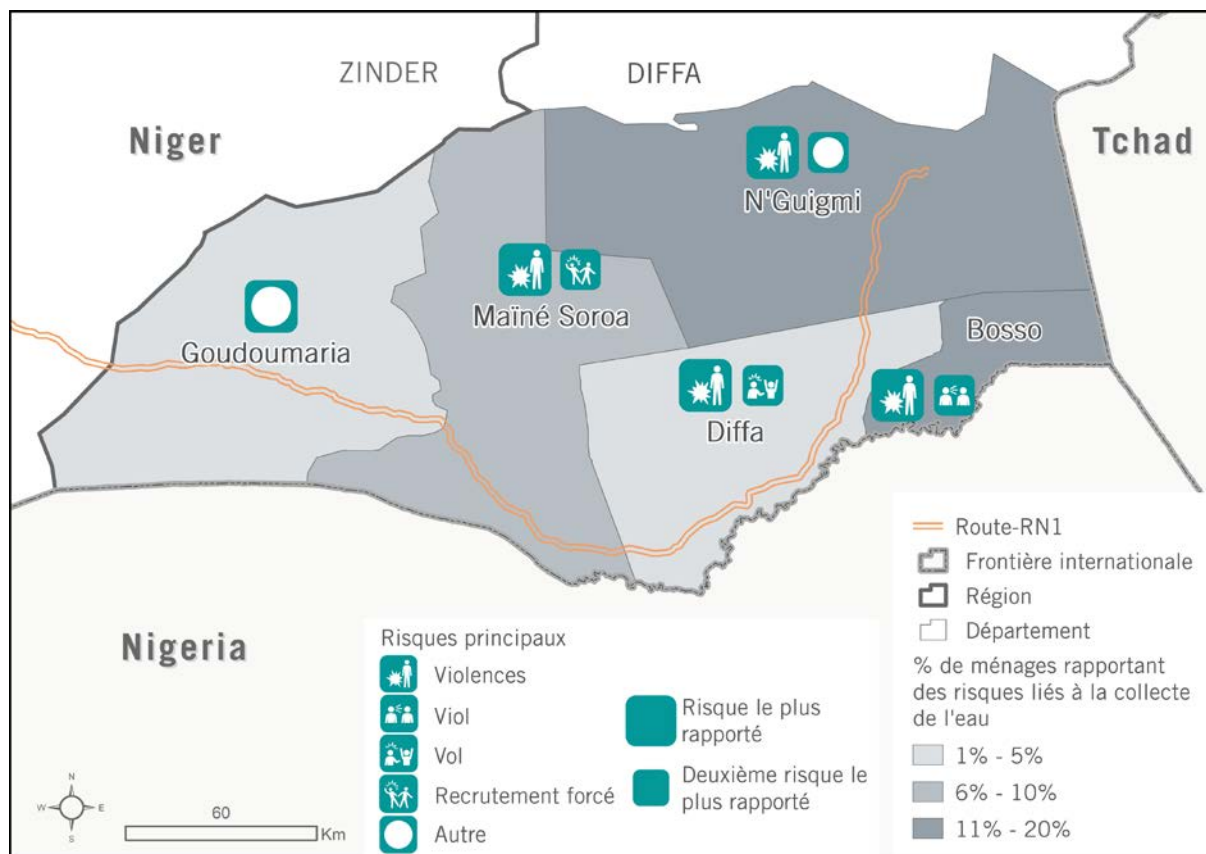 ZINDER
DIFFA
Niger
Tchad
N'Guigmi
Maïné Soroa
Goudoumaria
Bosso
Diffa
Nigeria
Route-RN1
Frontière internationale
Région
Département
% de ménages rapportant
des risques liés à la collecte
de l'eau
1% - 5%
6% - 10%
11% - 20%
Risques principaux
Violences
Viol
Vol
Recrutement forcé
Autre
Risque le plus
rapporté
Deuxième risque le
plus rapporté
N
W
E
S
60
Km